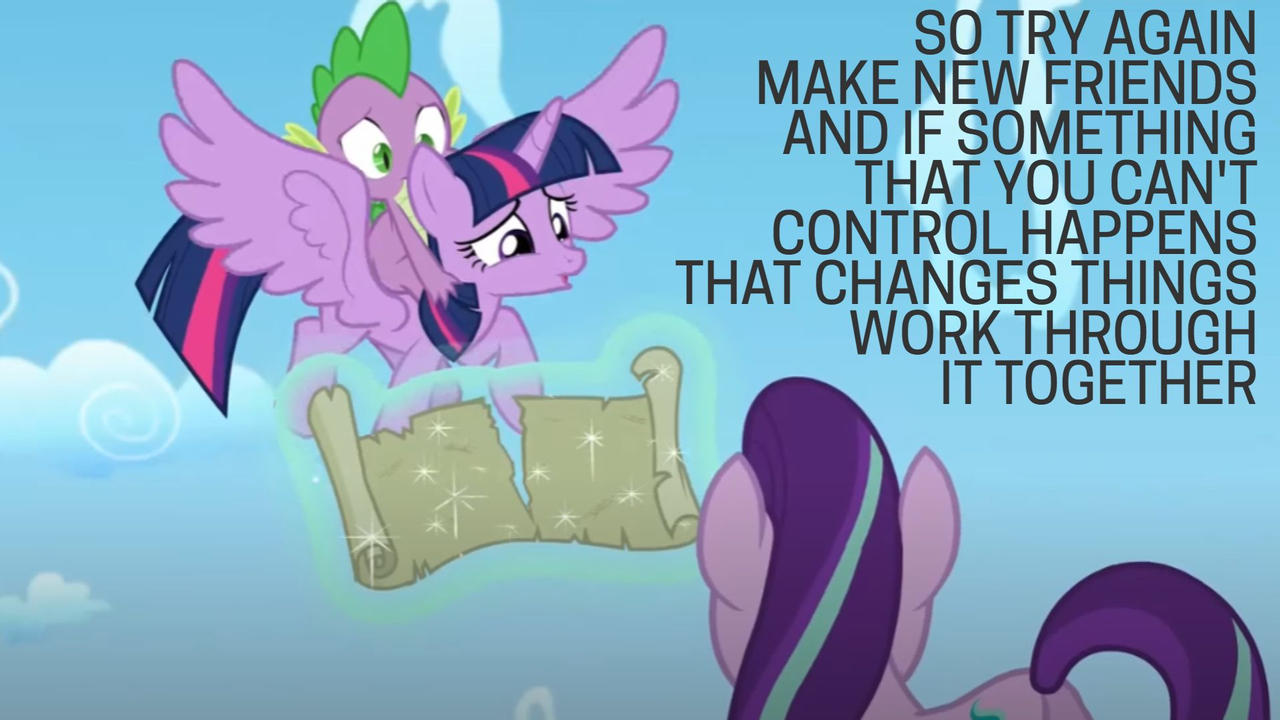 SO TRY AGAIN
MAKE NEW FRIENDS
AND IF SOMETHING
THAT YOU CAN'T
CONTROL HAPPENS
THAT CHANGES THINGS
WORK THROUGH
IT TOGETHER